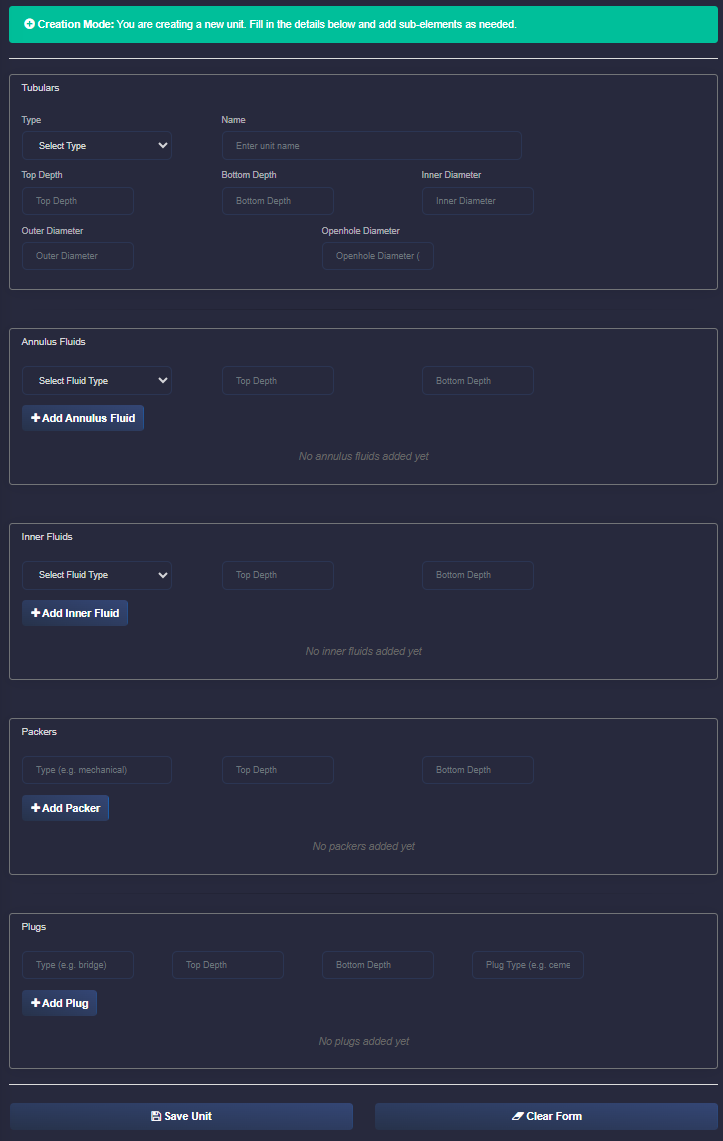 Creation Mode: You are creating a new unit. Fill in the details below and add sub-elements as needed.
Tubulars
Type Name
Select Type Enter unit name
Top Depth Bottom Depth Inner Diameter
Top Depth Bottom Depth Inner Diameter
Outer Diameter Openhole Diameter
Outer Diameter Openhole Diameter (
Annulus Fluids
Select Fluid Type Top Depth Bottom Depth
Add Annulus Fluid
No annulus fluids added yet
Inner Fluids
Select Fluid Type Top Depth Bottom Depth
Add Inner Fluid
No inner fluids added yet
Packers
Type (e.g. mechanical) Top Depth Bottom Depth
Add Packer
No packers added yet
Plugs
Type (e.g. bridge) Top Depth Bottom Depth Plug Type (e.g. ceme
Add Plug
No plugs added yet
Save Unit Clear Form